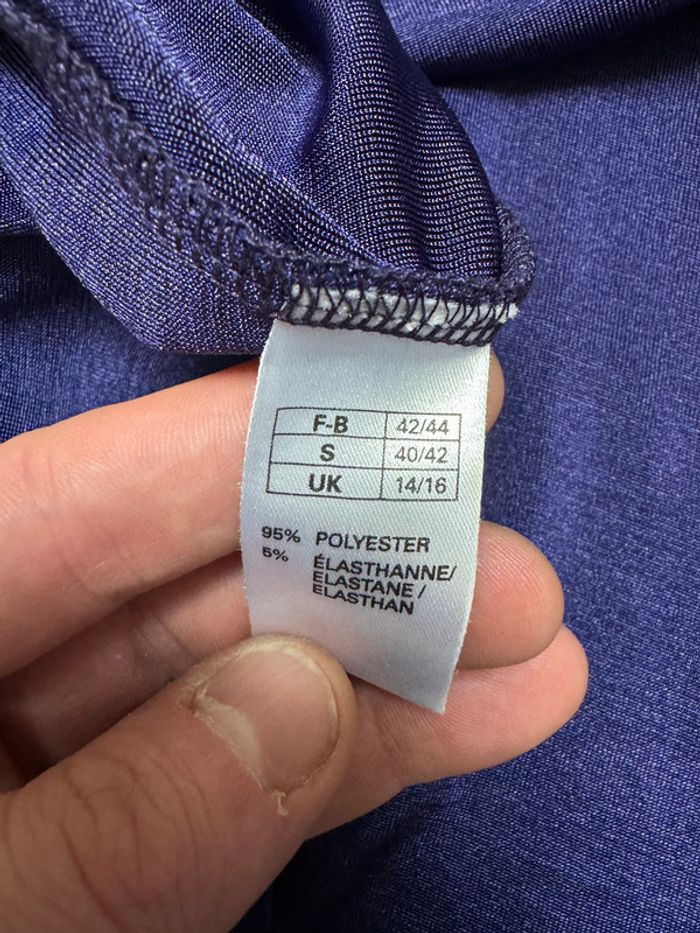 F-B 42/44
S 40/42
UK 14/16
95% POLYESTER
5% ÉLASTHANNE/
ELASTANE /
ELASTHAN